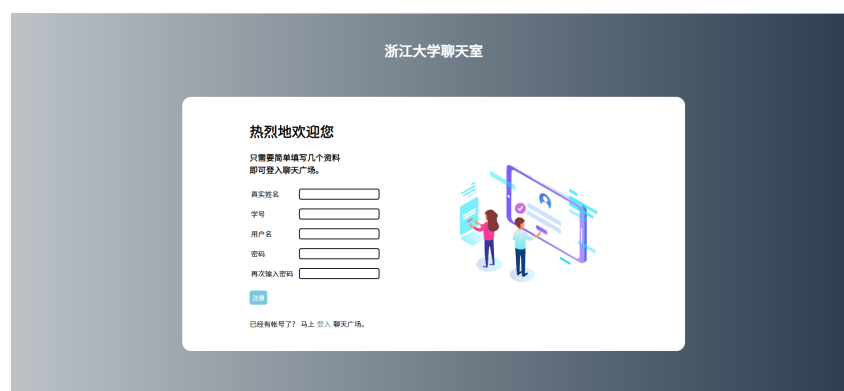 浙江大学聊天室
热烈地欢迎您
只需要简单填写几个资料
即可登入聊天广场。
真实姓名
学号
用户名
密码
再次输入密码
注册
已经有帐号了? 马上 登入 聊天广场。